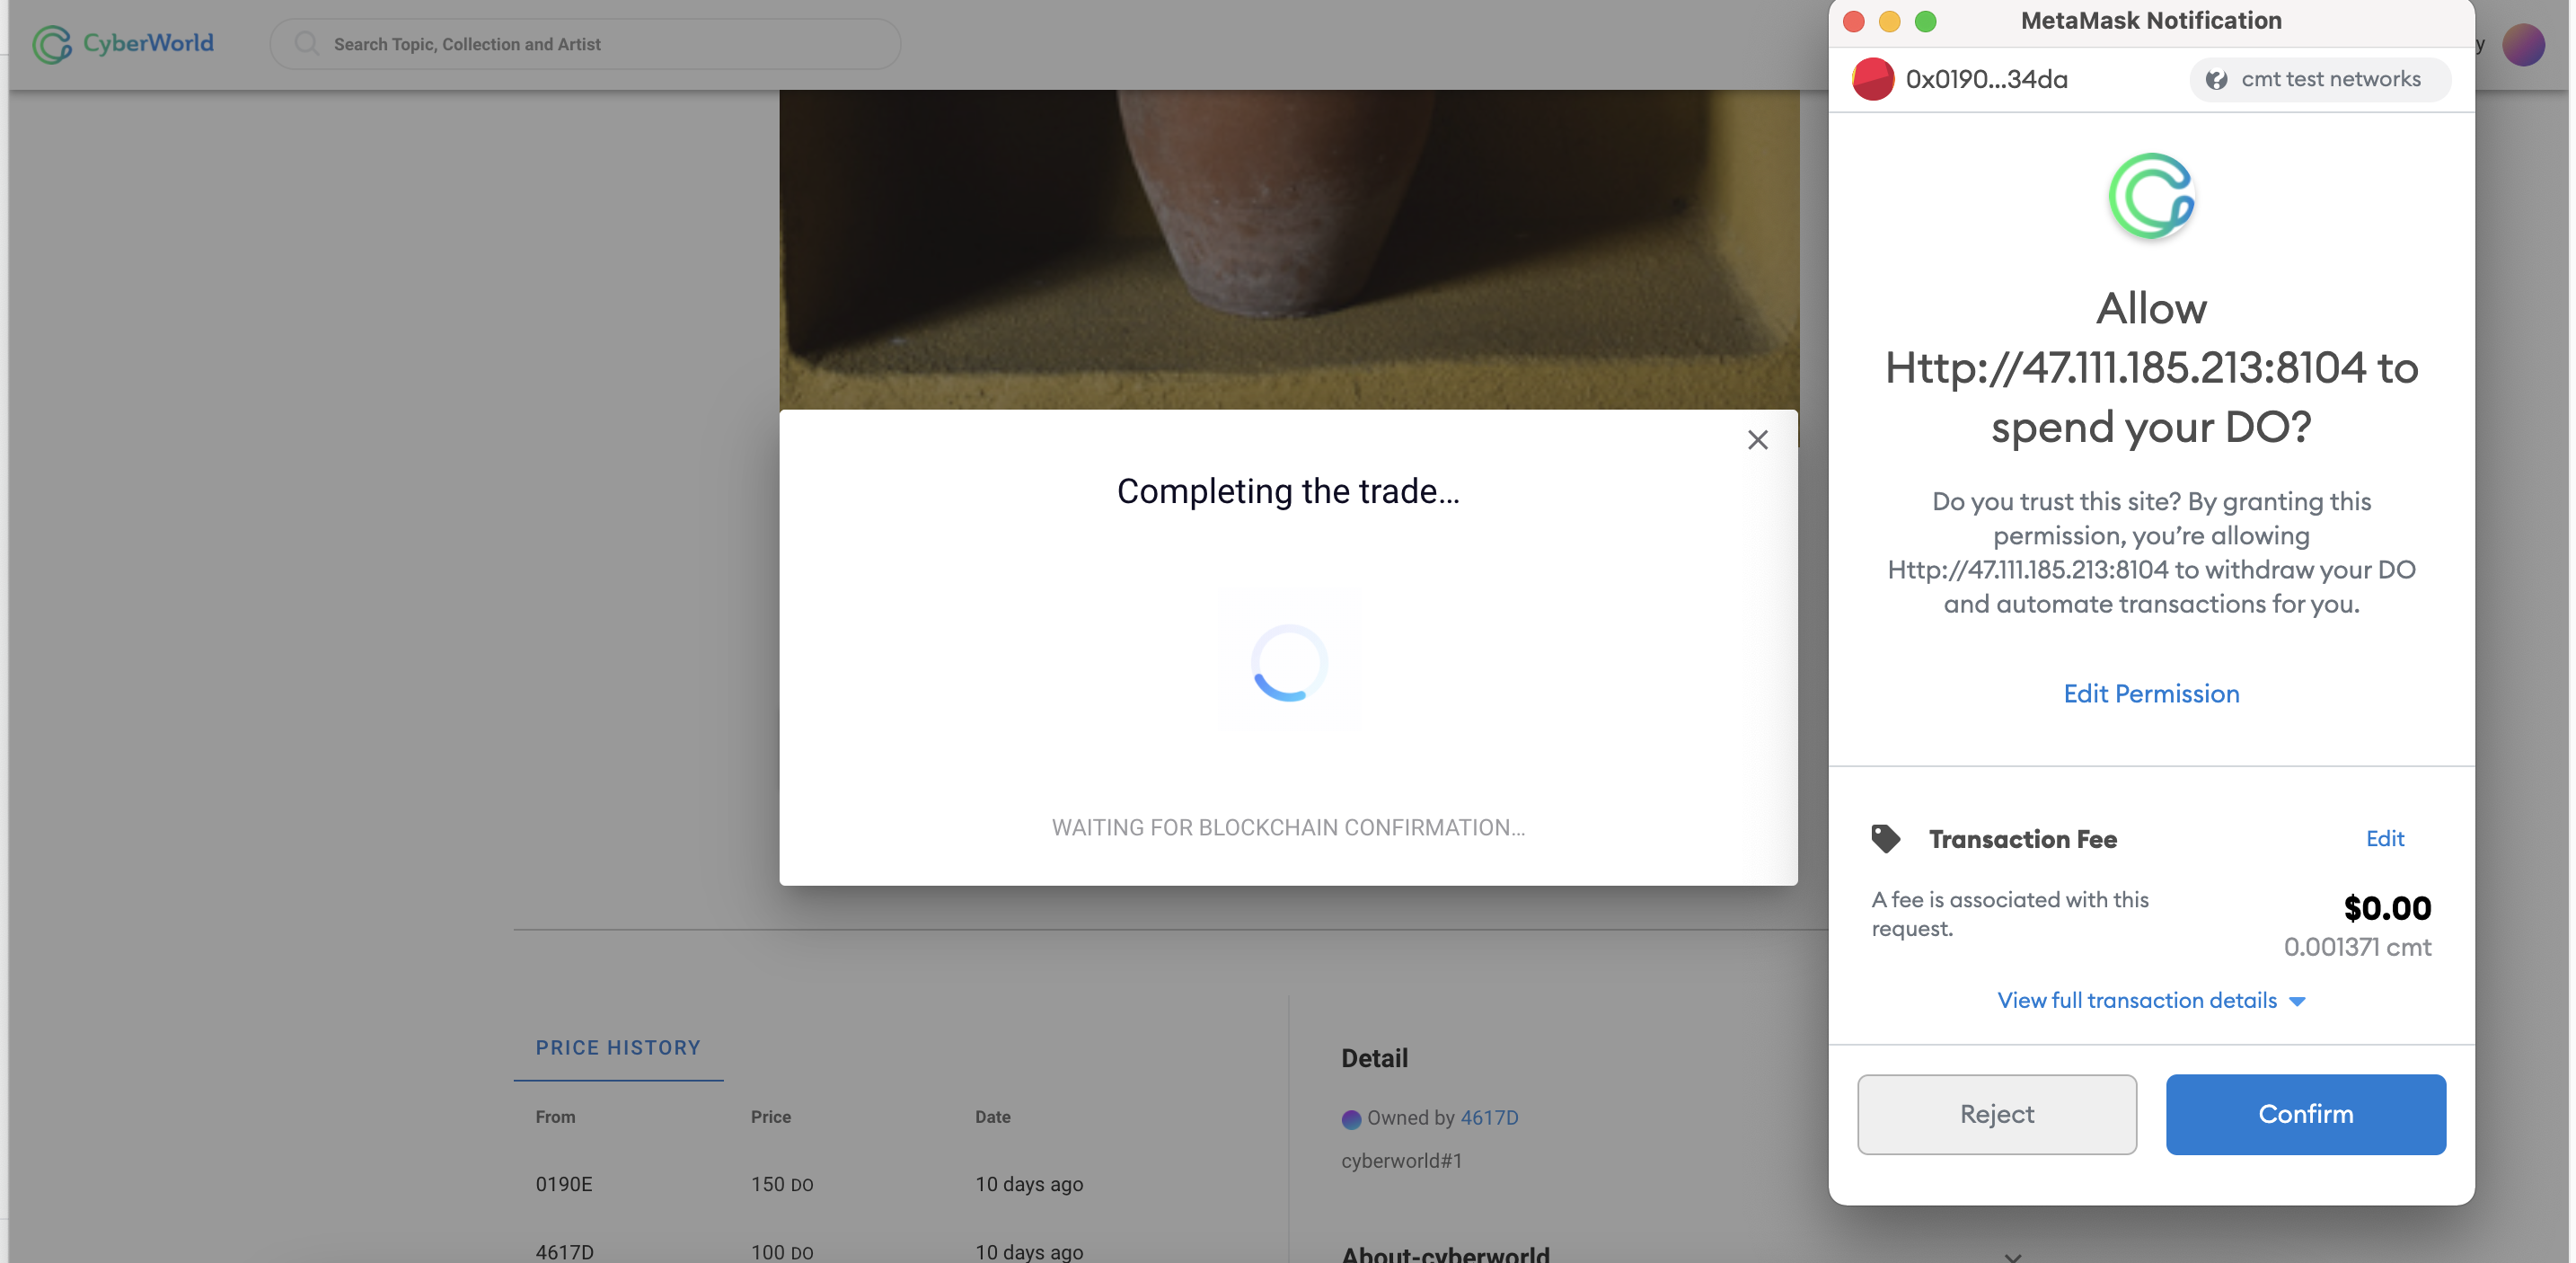 CyberWorld
Search Topic, Collection and Artist
y
Completing the trade...
WAITING FOR BLOCKCHAIN CONFIRMATION...
PRICE HISTORY
From Price Date
0190E 150 DO 10 days ago
4617D 100 DO 10 days ago
Detail
Owned by 4617D
cyberworld#1
About-cyberworld
MetaMask Notification
0x0190...34da
cmt test networks
Allow
Http://47.111.185.213:8104 to
spend your DO?
Do you trust this site? By granting this
permission, you’re allowing
Http://47.111.185.213:8104 to withdraw your DO
and automate transactions for you.
Edit Permission
Transaction Fee
Edit
A fee is associated with this
request.
$0.00
0.001371 cmt
View full transaction details
Reject
Confirm